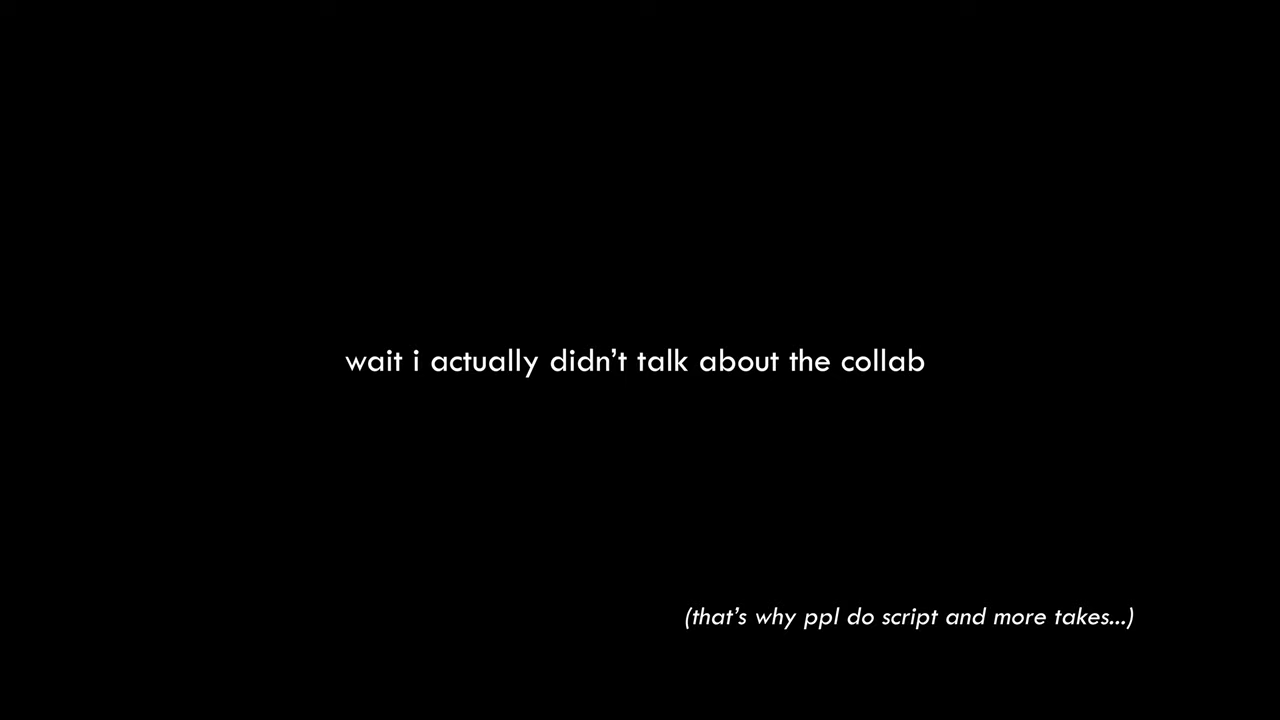 wait i actually didn’t talk about the collab
(that’s why ppl do script and more takes...)